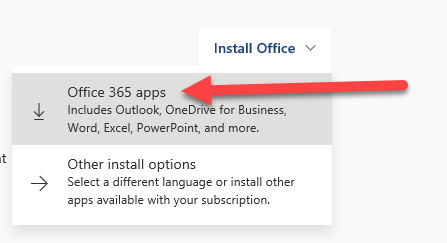 Install Office
Office 365 apps
Includes Outlook, OneDrive for Business,
Word, Excel, PowerPoint, and more.
nt
Other install options
Select a different language or install other
apps available with your subscription.